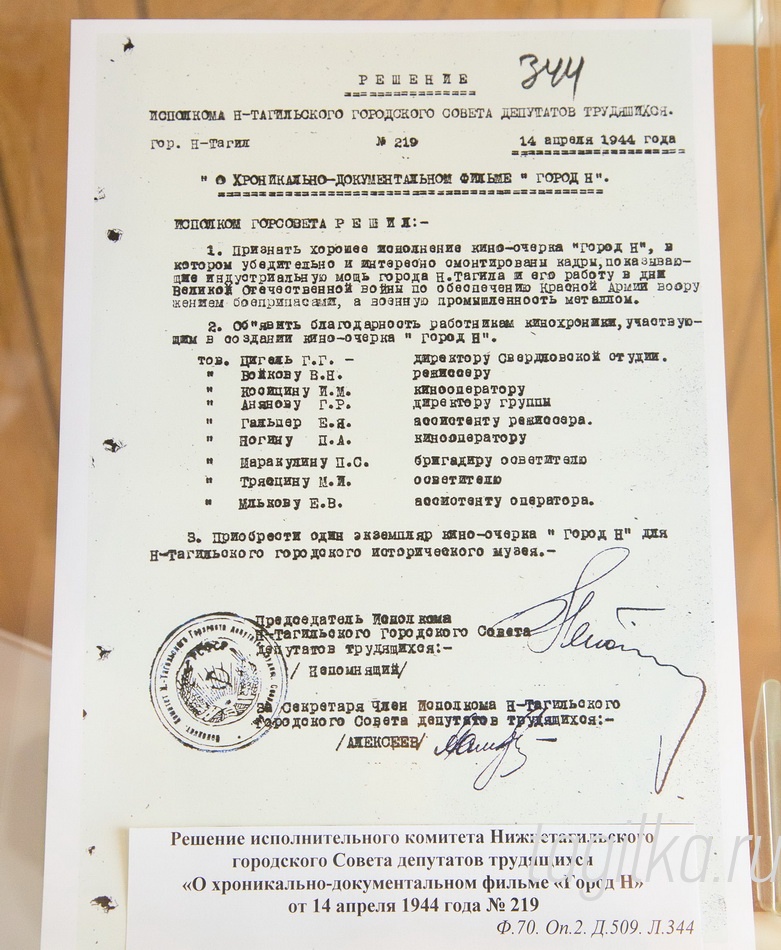 344
РЕШЕНИЕ
ИСПОЛКОМА Н-ТАГИЛЬСКОГО ГОРОДСКОГО СОВЕТА ДЕПУТАТОВ ТРУДЯЩИХСЯ.
гор. Н-Тагил № 219 14 апреля 1944 года
" О ХРОНИКАЛЬНО-ДОКУМЕНТАЛЬНОМ ФИЛЬМЕ " ГОРОД Н".
ИСПОЛКОМ ГОРСОВЕТА РЕШИЛ:-
1. Признать хорошее исполнение кино-очерка "Город Н", в
котором убедительно и интересно смонтированы кадры, показываю-
щие индустриальную мощь города Н.Тагила и его работу в дни
Великой Отечественной войны по обеспечению Красной Армии воору
жением боеприпасами, а военную промышленность металлом.
2. Об"явить благодарность работникам кинохроники, участвую-
щим в создании кино-очерка " Город Н".
тов. Цигель Г.Г. - директору Свердловской студии.
" Войкову В.Н. режиссеру
" Косицину И.М. кинооператору
" Ананову Г.Р. директору группы
" Гальпер Е.Я. ассистенту режиссера.
" Ногину П.А. кинооператору
" Маракулину П.С. бригадиру осветителю
" Трясцину М.И. осветителю
" Млькову Е.В. ассистенту оператора.
3. Приобрести один экземпляр кино-очерка " Город Н" для
Н-Тагильского городского исторического музея.-
Председатель Исполкома
Н-Тагильского городского Совета
депутатов трудящихся:-
/ Непомнящий/
За Секретаря Член Исполкома Н-Тагильского
городского Совета депутатов трудящихся:-
/АЛЕКСЕЕВ/
Решение исполнительного комитета Нижнетагильского
городского Совета депутатов трудящихся
«О хроникально-документальном фильме «Город Н»
от 14 апреля 1944 года № 219
Ф.70. Оп.2. Д.509. Л.344
tagilka.ru